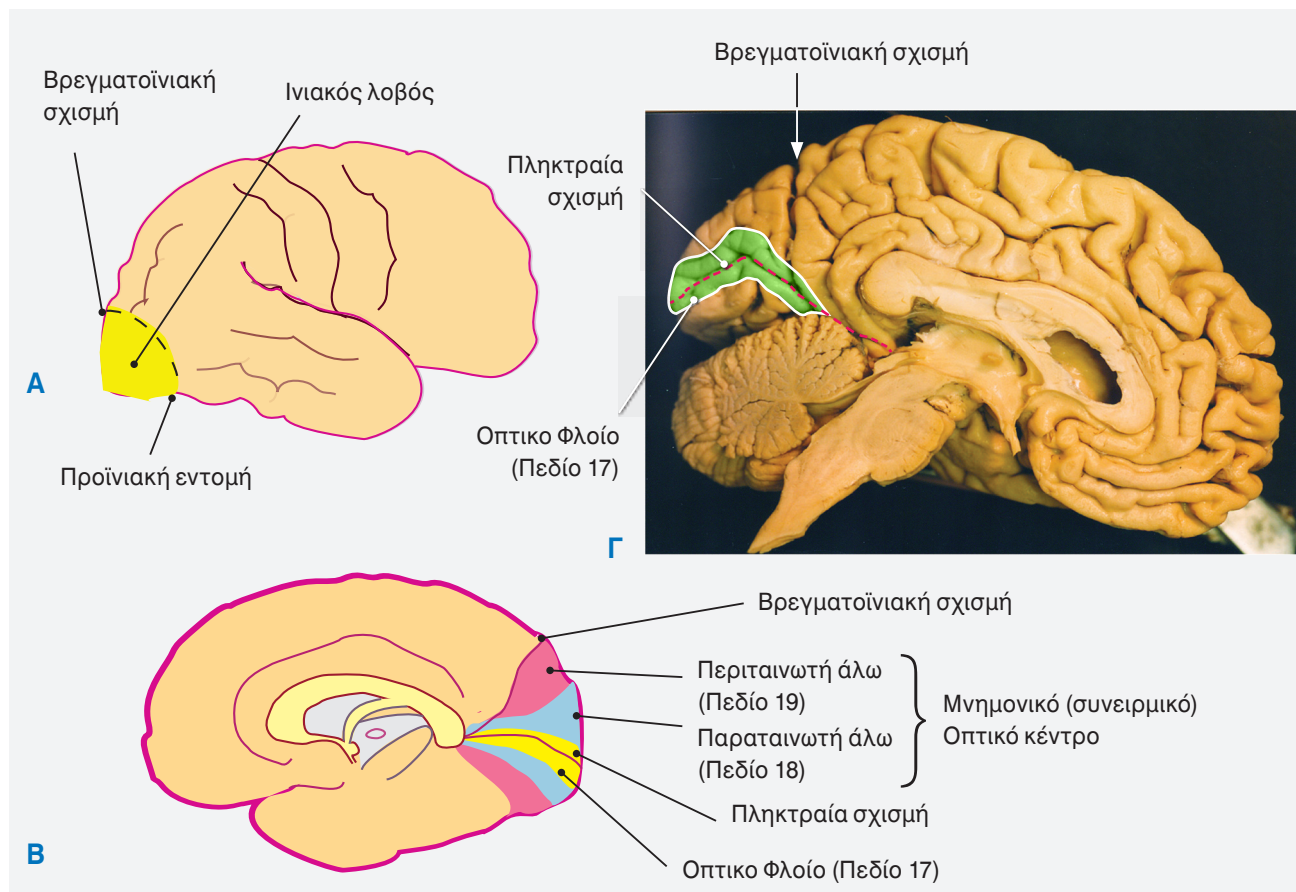 Βρεγματοϊνιακή
σχισμή
Ινιακός λοβός
Α
Προϊνιακή εντομή
Βρεγματοϊνιακή σχισμή
Πληκτραία
σχισμή
Οπτικο Φλοίο
(Πεδίο 17)
Γ
Βρεγματοϊνιακή σχισμή
Περιταινωτή άλω
(Πεδίο 19)
Παραταινωτή άλω
(Πεδίο 18)
Μνημονικό (συνειρμικό)
Οπτικό κέντρο
Πληκτραία σχισμή
Οπτικο Φλοίο (Πεδίο 17)
Β